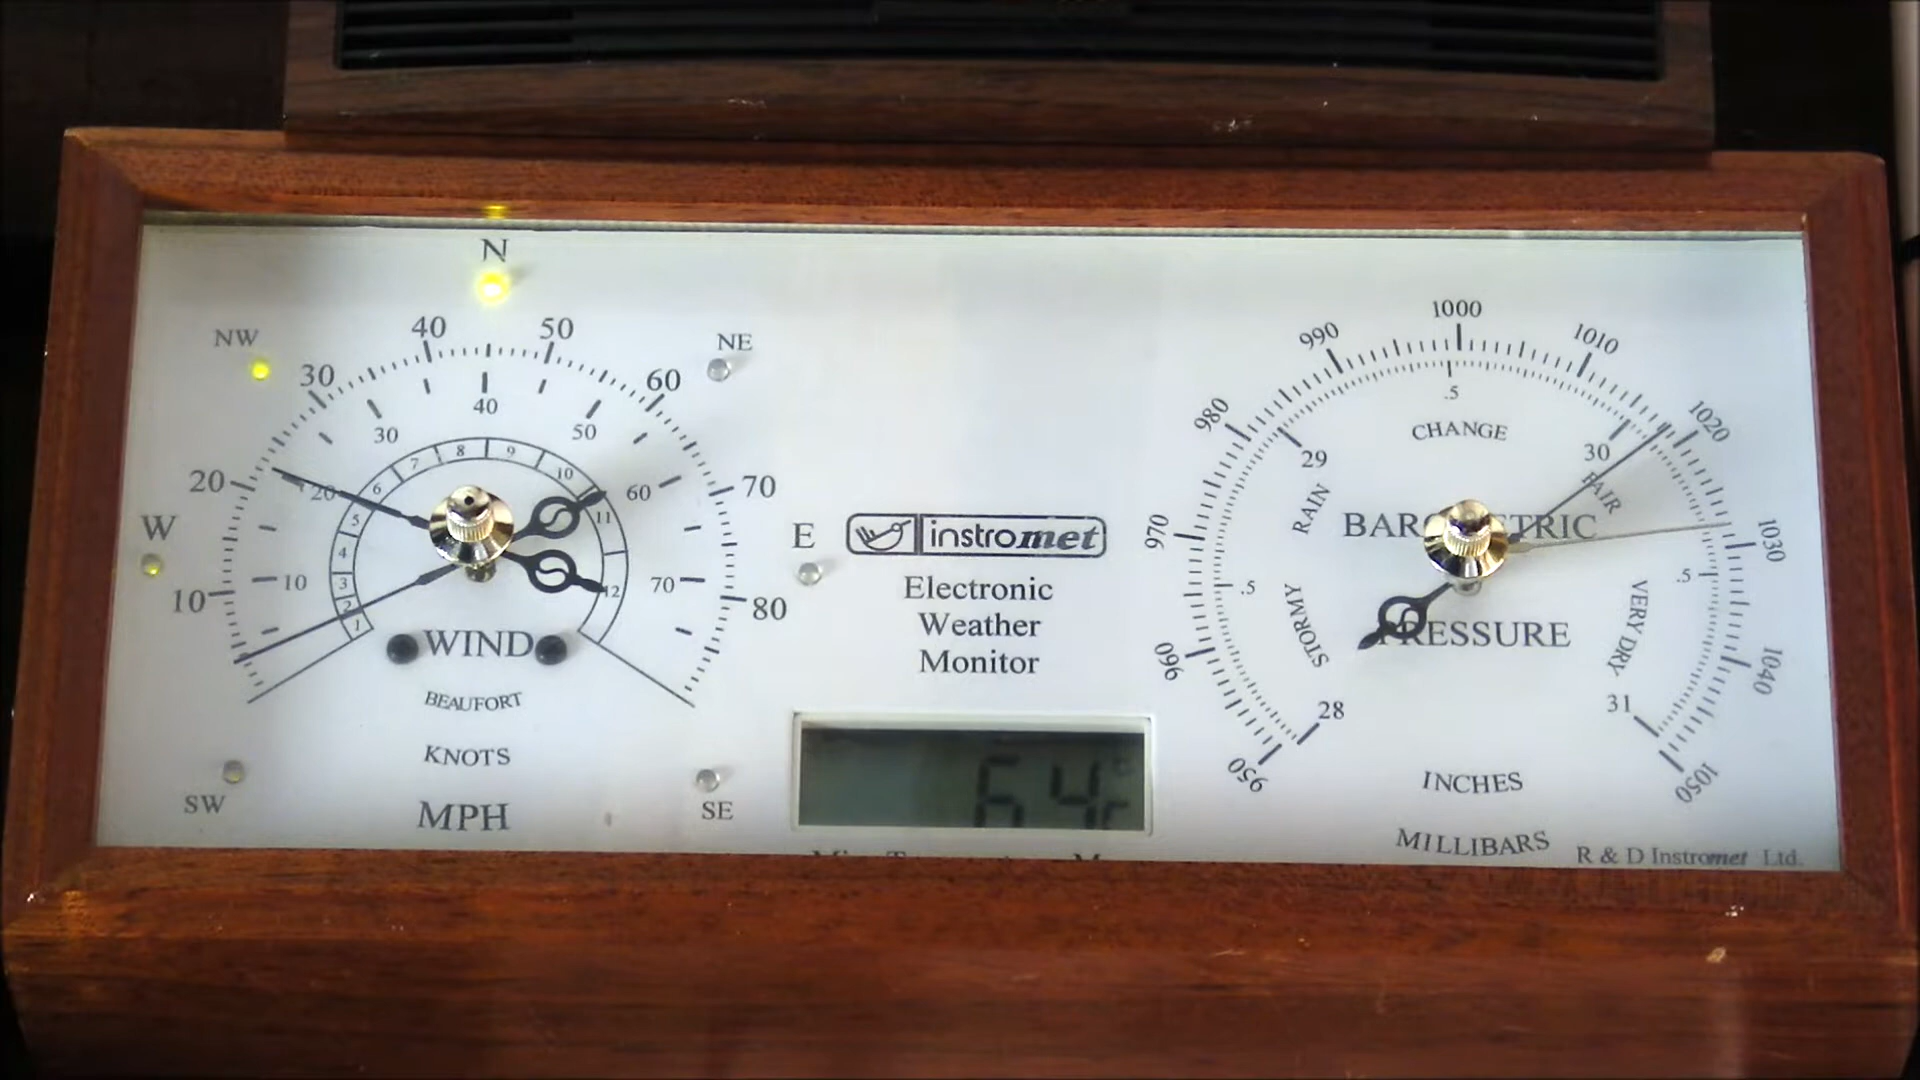 N
NW
NE
40
50
30
60
40
30
50
20
70
W
E
20
60
10
10
70
80
7
8
9
10
6
5
11
4
3
12
2
1
WIND
BEAUFORT
KNOTS
SW
SE
MPH
instromet
Electronic
Weather
Monitor
64
1000
990
1010
980
1020
.5
CHANGE
29
30
RAIN
FAIR
970
1030
.5
.5
STORMY
VERY DRY
PRESSURE
960
1040
28
31
950
1050
INCHES
MILLIBARS
R & D Instromet Ltd.